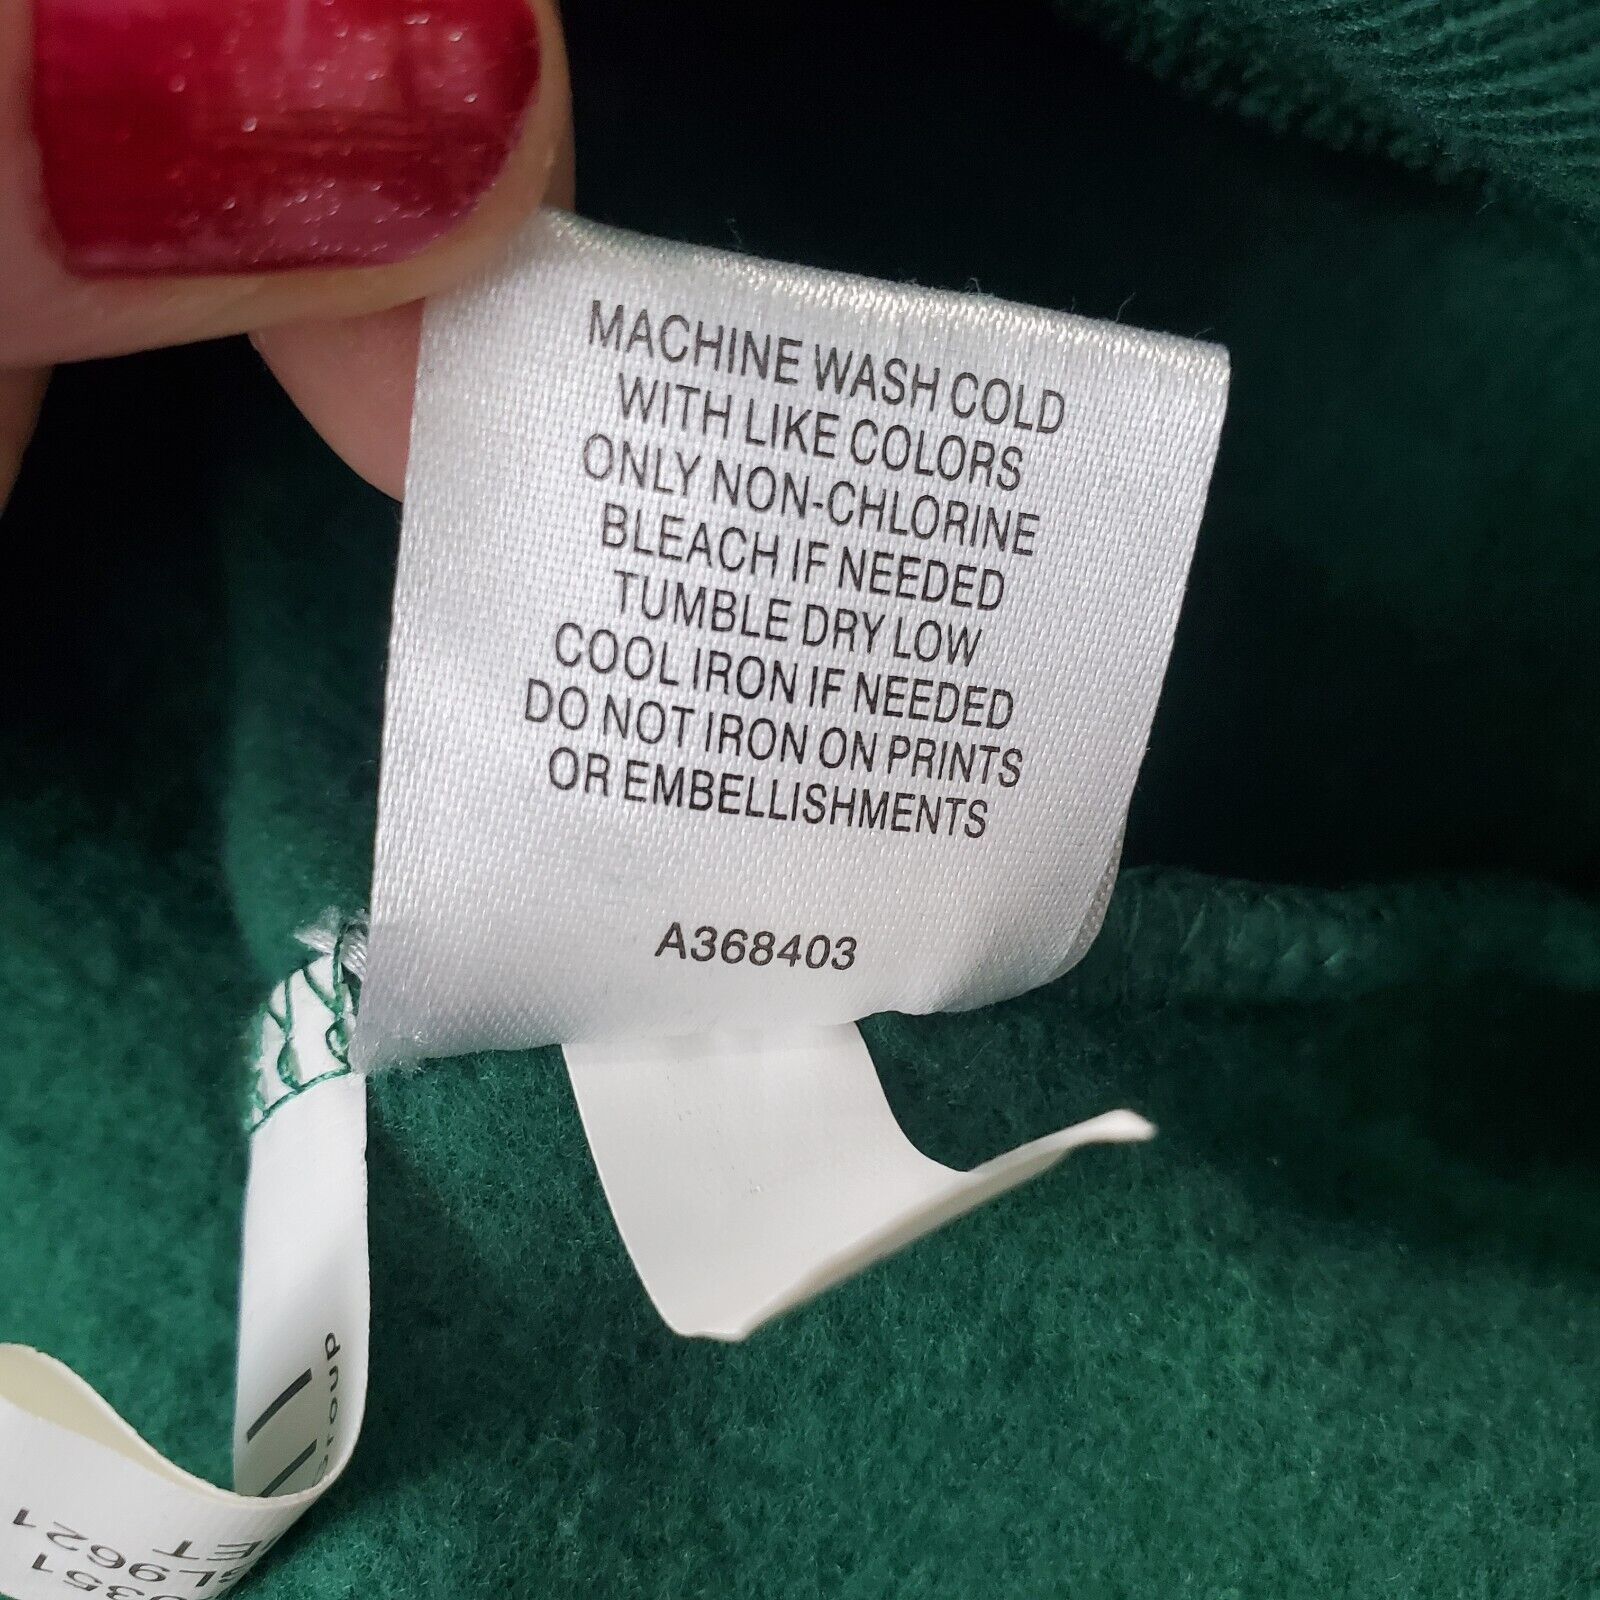 MACHINE WASH COLD
WITH LIKE COLORS
ONLY NON-CHLORINE
BLEACH IF NEEDED
TUMBLE DRY LOW
COOL IRON IF NEEDED
DO NOT IRON ON PRINTS
OR EMBELLISHMENTS
A368403